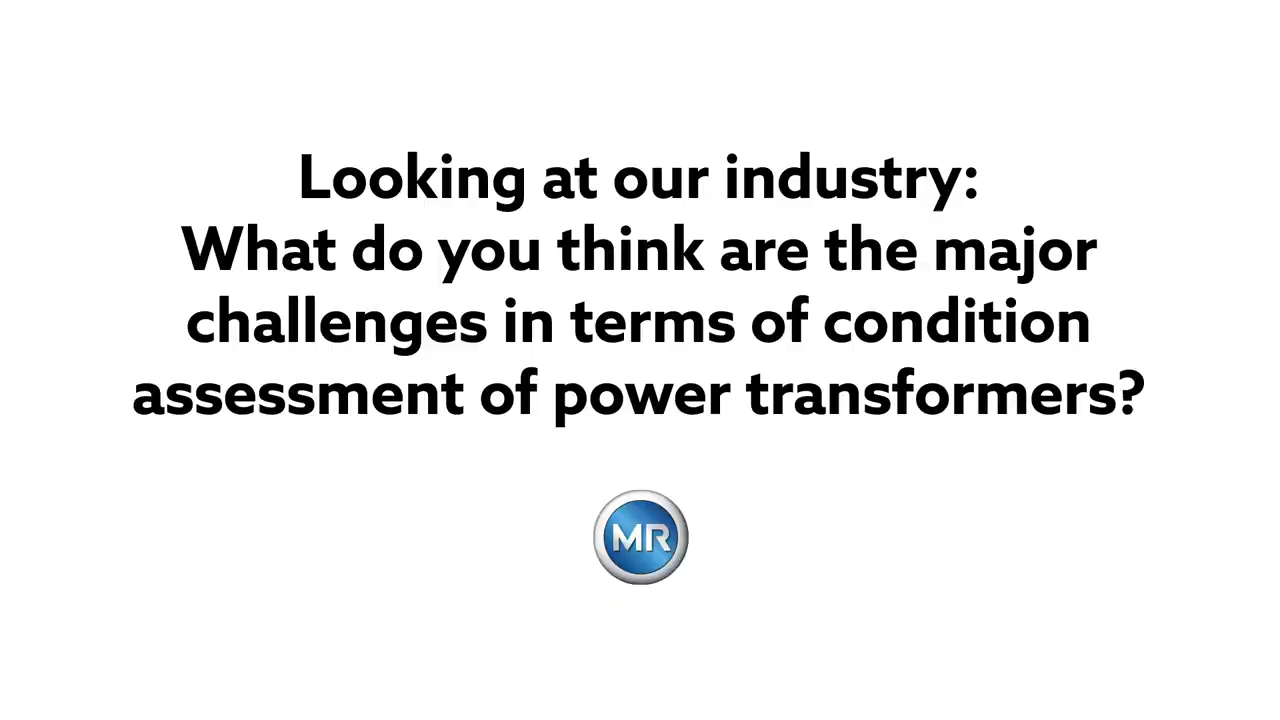 Looking at our industry:
What do you think are the major
challenges in terms of condition
assessment of power transformers?
MR